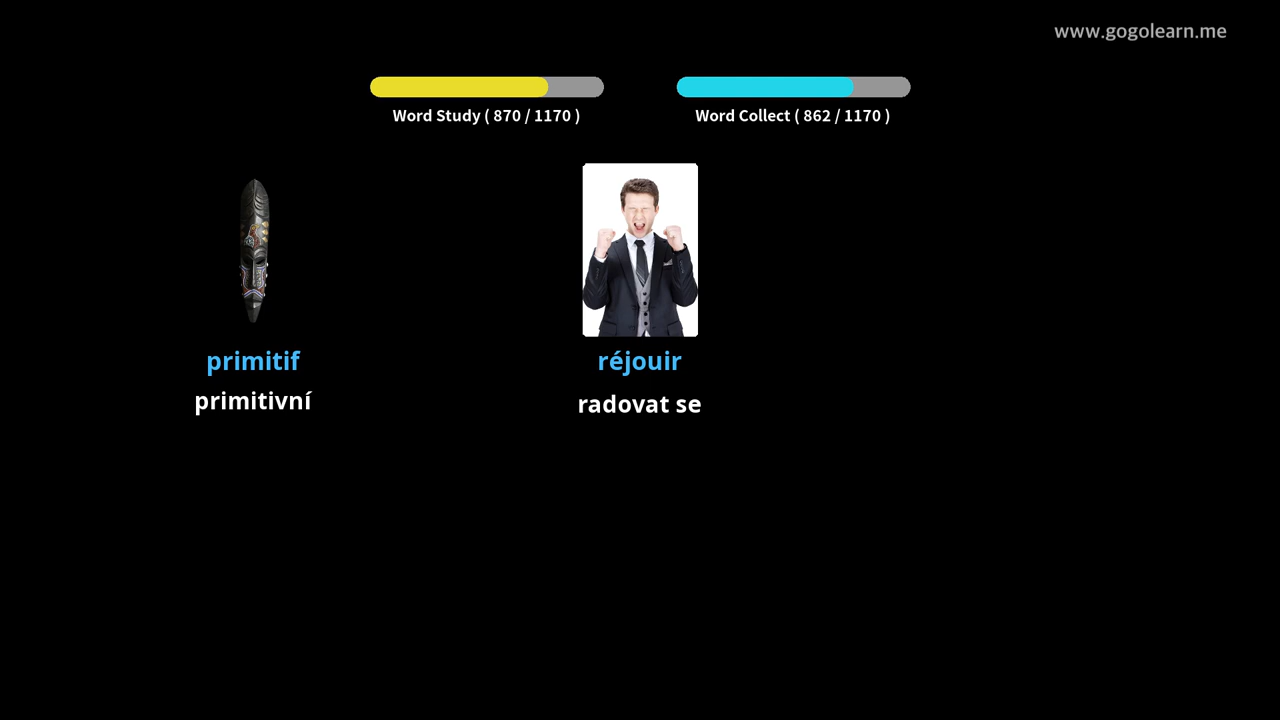 www.gogolearn.me
Word Study ( 870 / 1170 )
Word Collect ( 862 / 1170 )
primitif
primitivní
réjouir
radovat se